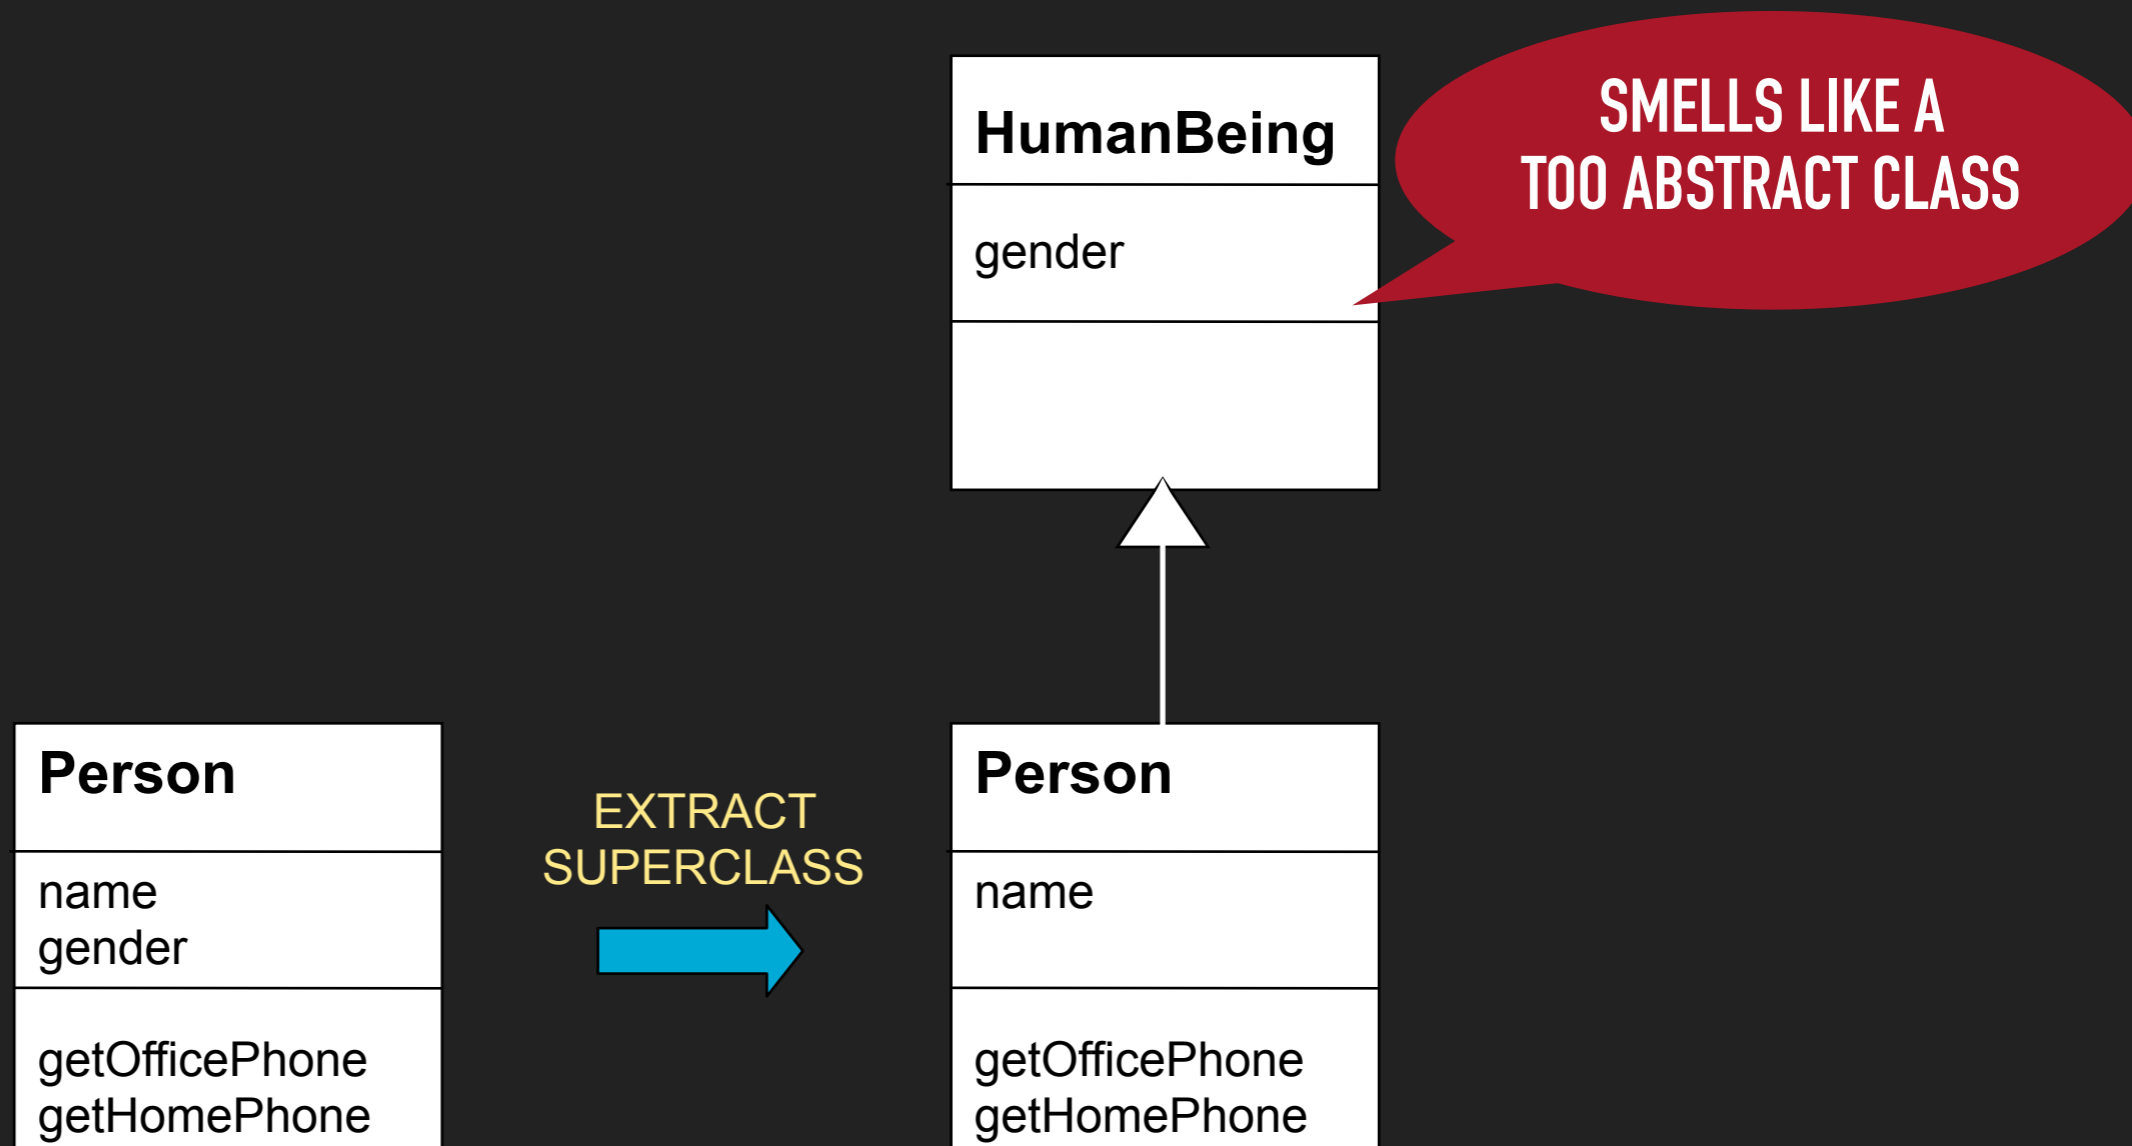 HumanBeing
gender
SMELLS LIKE A
TOO ABSTRACT CLASS
Person
name
gender
getOfficePhone
getHomePhone
EXTRACT
SUPERCLASS
Person
name
getOfficePhone
getHomePhone